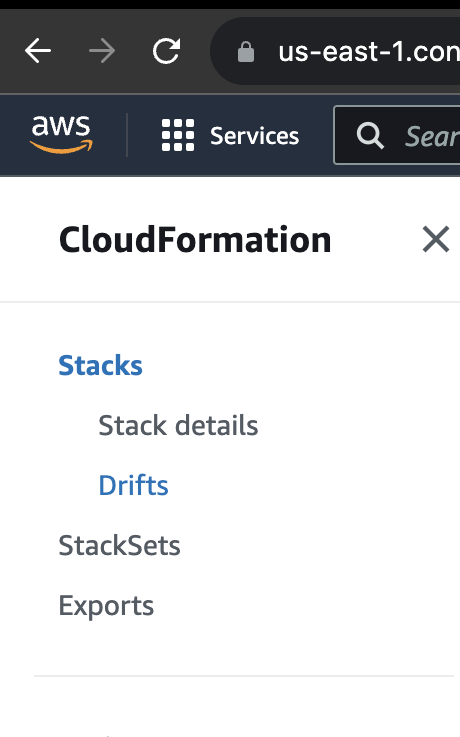 us-east-1.con
aws
Services
Sear
CloudFormation
Stacks
Stack details
Drifts
StackSets
Exports